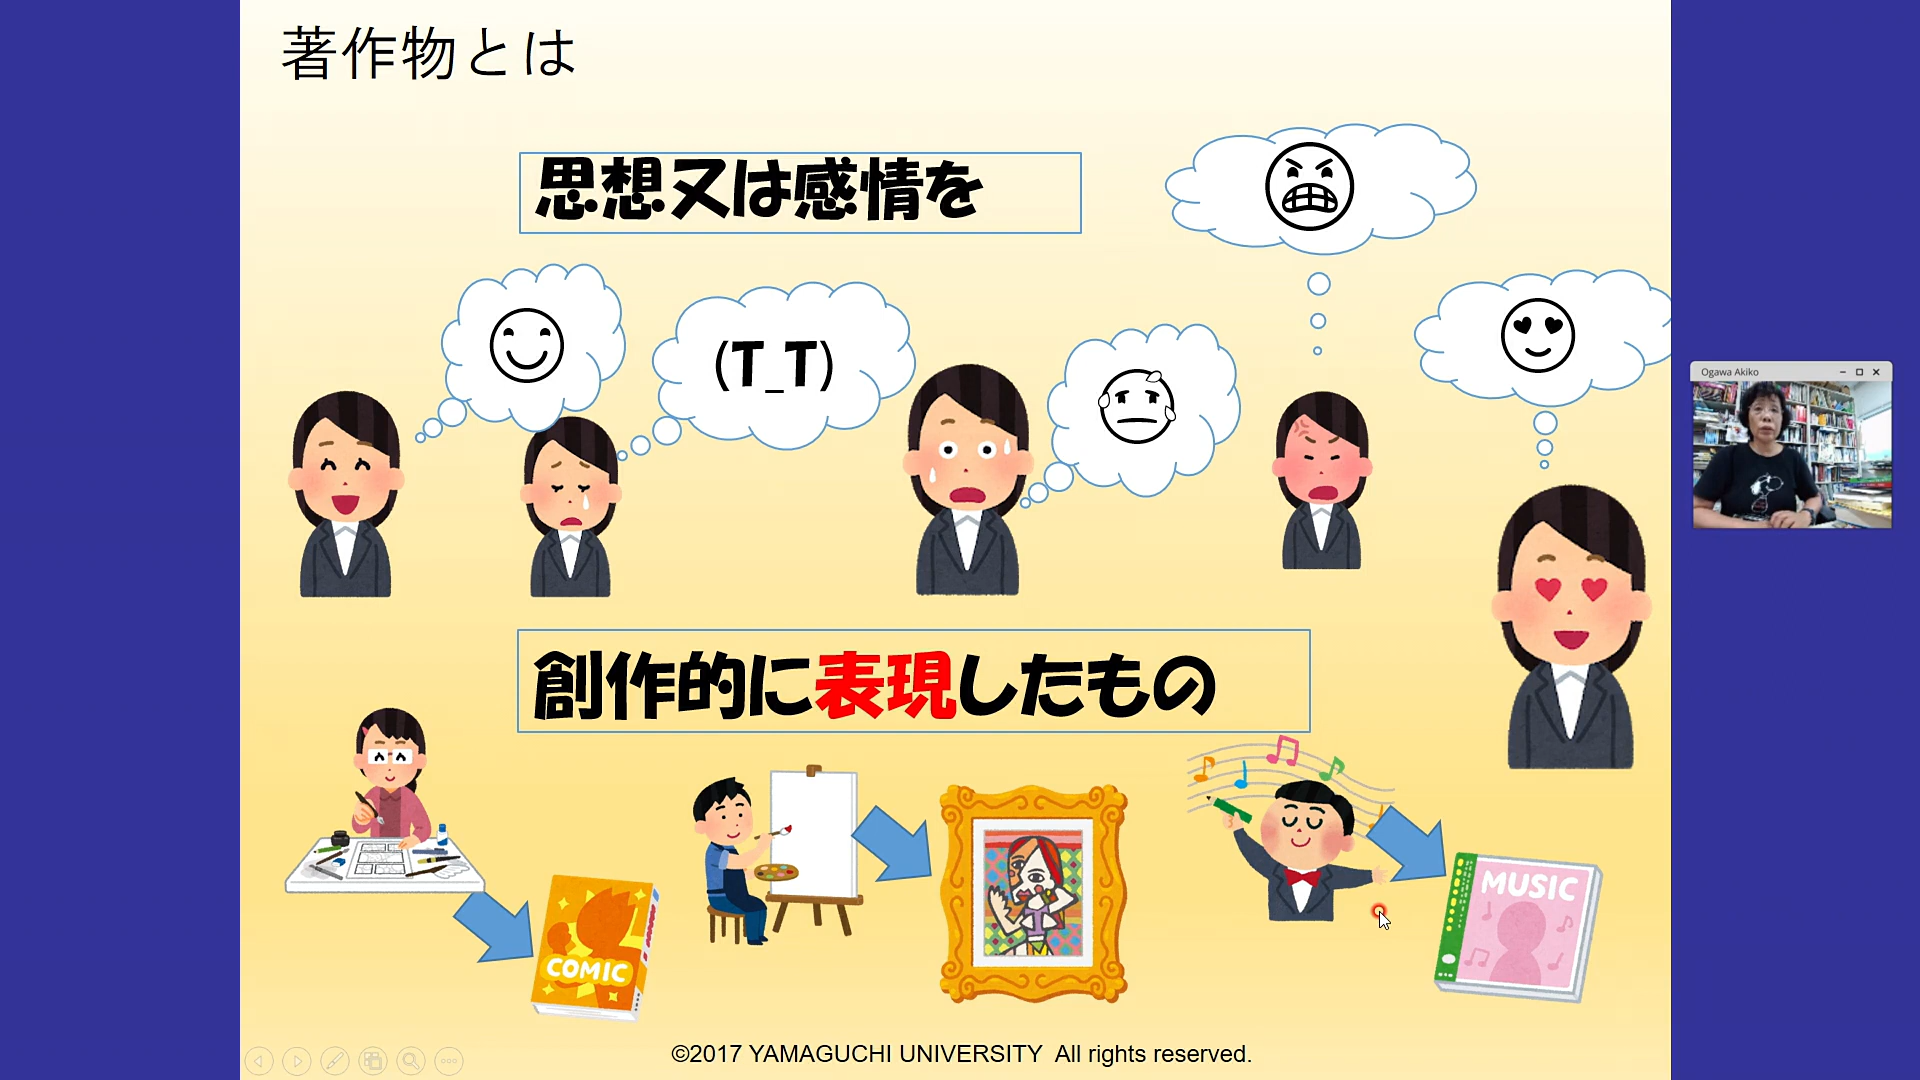 著作物とは
思想又は感情を
(T_T)
Ogawa Akiko
創作的に表現したもの
COMIC
MUSIC
©2017 YAMAGUCHI UNIVERSITY All rights reserved.